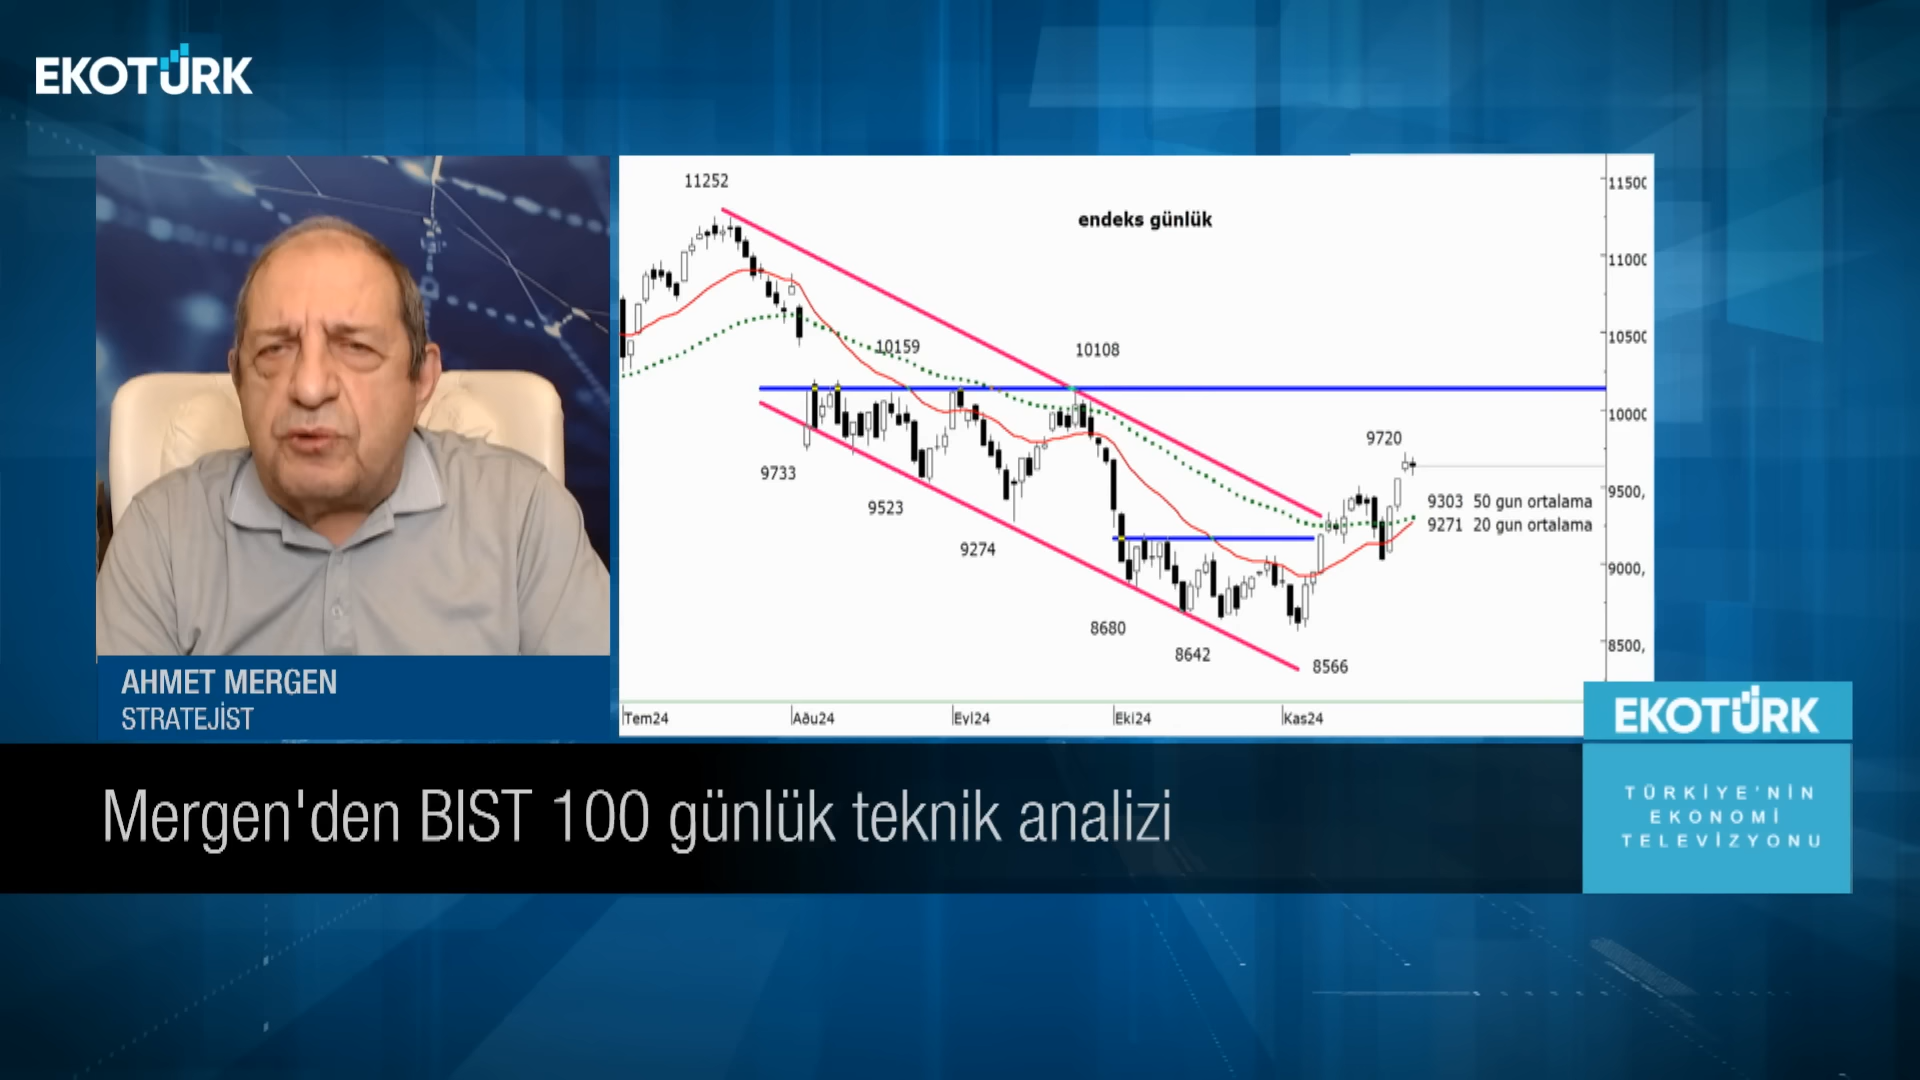 EKOTÜRK
11252
endeks günlük
10159
10108
9720
9733
9523
9274
9303 50 gun ortalama
9271 20 gun ortalama
8680
8642
8566
11500
11000
10500
10000
9500,
9000,
8500,
Tem24
Aðu24
Eyl24
Eki24
Kas24
AHMET MERGEN
STRATEJİST
EKOTÜRK
Mergen'den BIST 100 günlük teknik analizi
TÜRKİYE'NİN
EKONOMİ
TELEVİZYONU